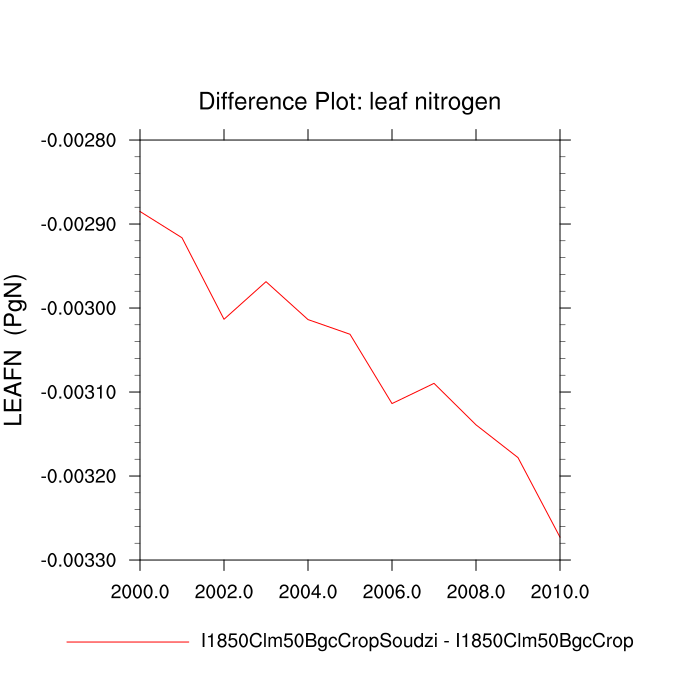 Difference Plot: leaf nitrogen
-0.00280
-0.00290
-0.00300
-0.00310
-0.00320
-0.00330
LEAFN (PgN)
2000.0 2002.0 2004.0 2006.0 2008.0 2010.0
I1850Clm50BgcCropSoudzi - I1850Clm50BgcCrop